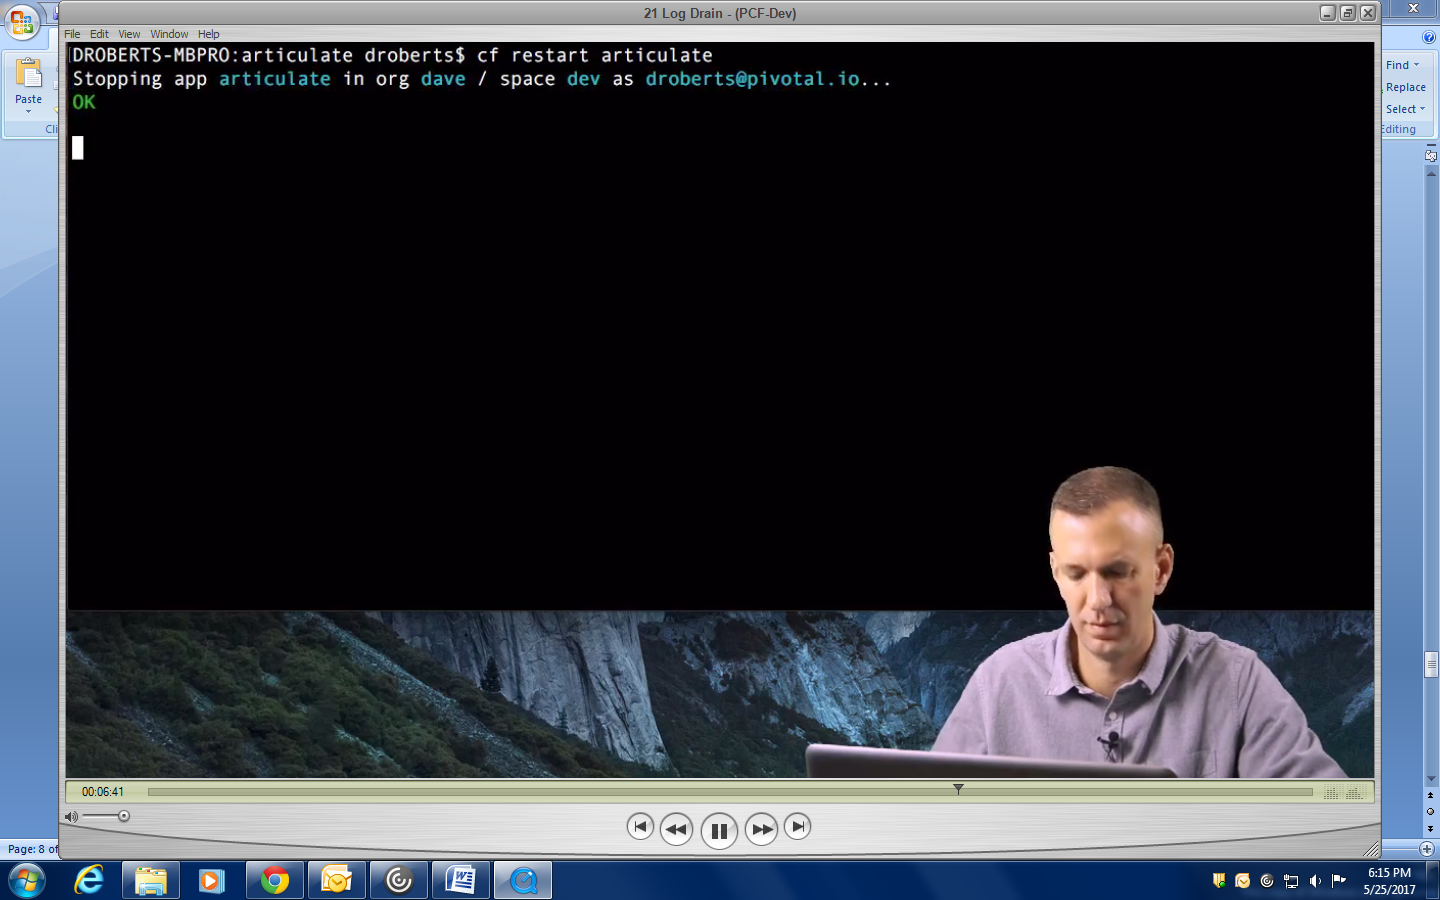 21 Log Drain - (PCF-Dev)
File Edit View Window Help
DROBERTS-MBPRO:articulate droberts$ cf restart articulate
Stopping app articulate in org dave / space dev as droberts@pivotal.io...
OK
Paste
Cli
Find
Replace
Select
Editing
00:06:41
Page: 8 of
6:15 PM
5/25/2017